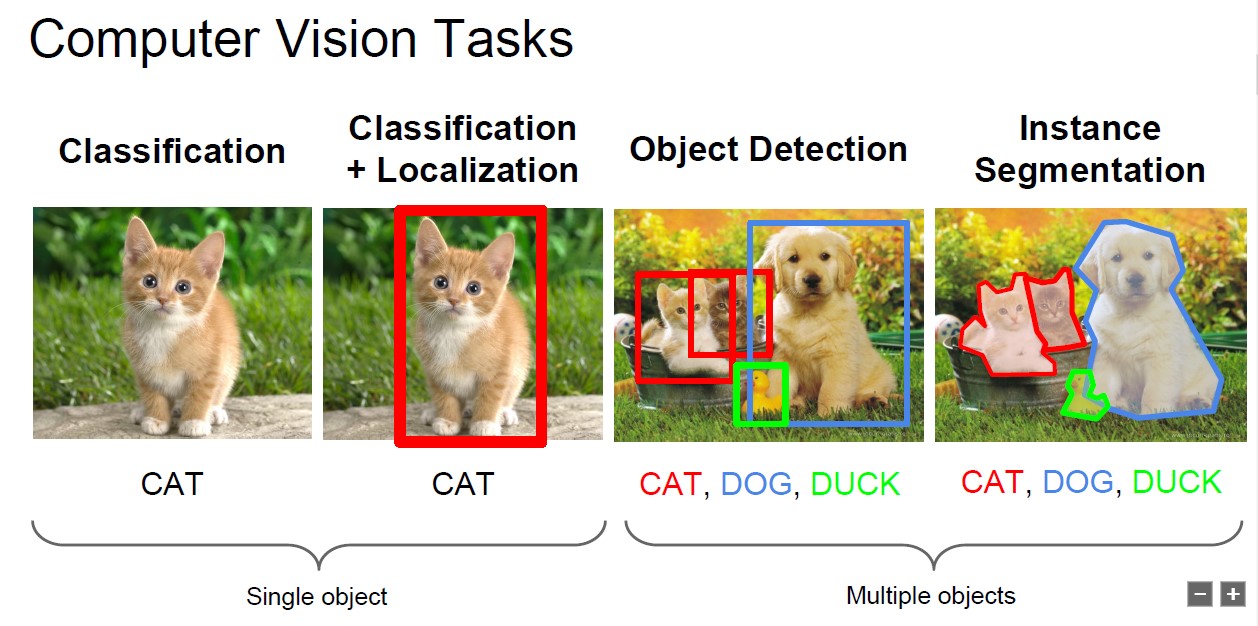 Computer Vision Tasks
Classification
Classification
+ Localization
Object Detection
Instance
Segmentation
CAT
CAT
CAT, DOG, DUCK
CAT, DOG, DUCK
Single object
Multiple objects